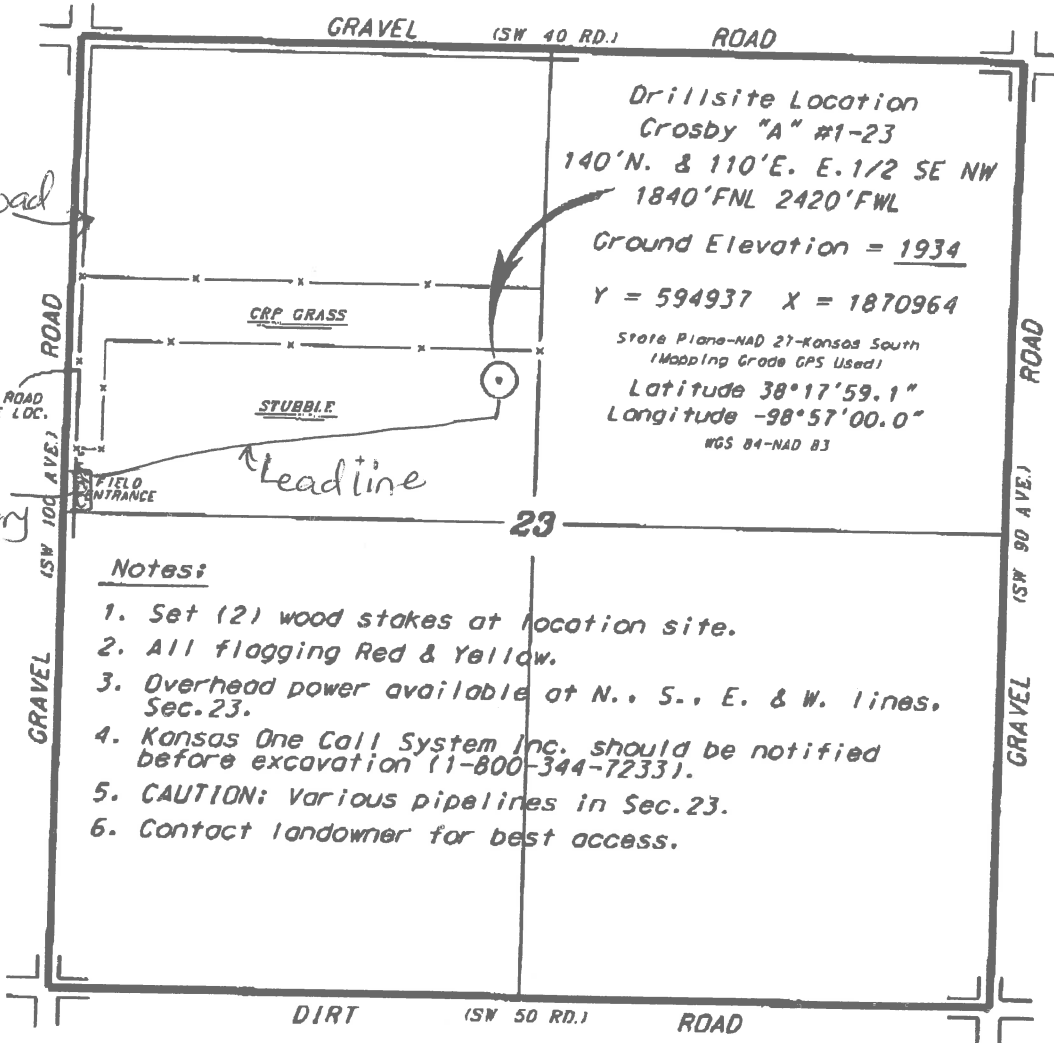 GRAVEL (SW 40 RD.) ROAD
Drillsite Location
Crosby "A" #1-23
140'N. & 110'E. E.1/2 SE NW
1840'FNL 2420'FWL
Ground Elevation = 1934
Y = 594937 X = 1870964
State Plane-NAD 27-Kansas South
(Mapping Grade GPS Used)
Latitude 38°17'59.1"
Longitude -98°57'00.0"
WGS 84-NAD 83
CRP GRASS
STUBBLE
Lead line
ROAD
LOC.
FIELD
ENTRANCE
23
GRAVEL (SW 100 AVE.) ROAD
GRAVEL (SW 90 AVE.) ROAD
Notes:
1. Set (2) wood stakes at location site.
2. All flagging Red & Yellow.
3. Overhead power available at N., S., E. & W. lines,
Sec.23.
4. Kansas One Call System Inc. should be notified
before excavation (1-800-344-7233).
5. CAUTION: Various pipelines in Sec.23.
6. Contact landowner for best access.
DIRT (SW 50 RD.) ROAD